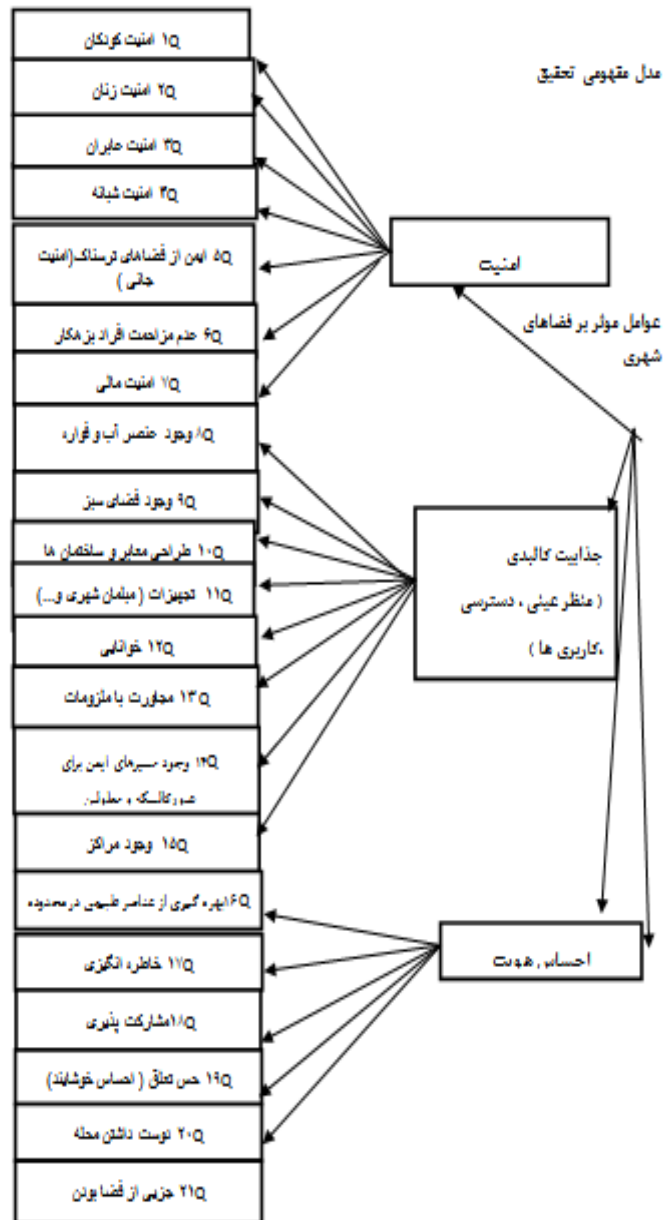 مدل مفهومی تحقیق
عوامل موثر بر فضاهای
شهری
امنیت
Q۱ امنیت کودکان
Q۲ امنیت زنان
Q۳ امنیت عابران
Q۴ امنیت شبانه
Q۵ ایمن از فضاهای ترسناک(امنیت
جانی )
Q۶ عدم مزاحمت افراد بزهکار
Q۷ امنیت مالی
جذابیت کالبدی
( منظر عینی ، دسترسی
،کاربری ها )
Q۸ وجود عنصر آب و فواره
Q۹ وجود فضای سبز
Q۱۰ طراحی معابر و ساختمان ها
Q۱۱ تجهیزات ( مبلمان شهری و...)
Q۱۲ خوانایی
Q۱۳ مجاورت با ملزومات
Q۱۴ وجود مسیرهای ایمن برای
عبور کالسکه و معلولین
Q۱۵ وجود مراکز
احساس هویت
Q۱۶بهره گیری از عناصر طبیعی در محدوده
Q۱۷ خاطره انگیزی
Q۱۸مشارکت پذیری
Q۱۹ حس تعلق ( احساس خوشایند)
Q۲۰ دوست داشتن محله
Q۲۱ جزیی از فضا بودن